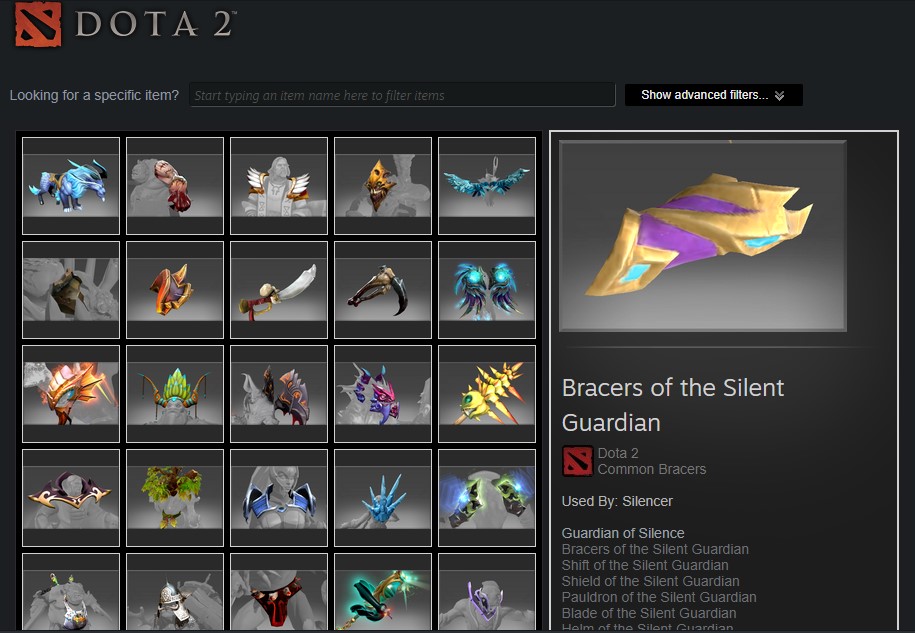 DOTA 2™
Looking for a specific item?
Start typing an item name here to filter items
Show advanced filters...
Bracers of the Silent
Guardian
Dota 2
Common Bracers
Used By: Silencer
Guardian of Silence
Bracers of the Silent Guardian
Shift of the Silent Guardian
Shield of the Silent Guardian
Pauldron of the Silent Guardian
Blade of the Silent Guardian
Helm of the Silent Guardian